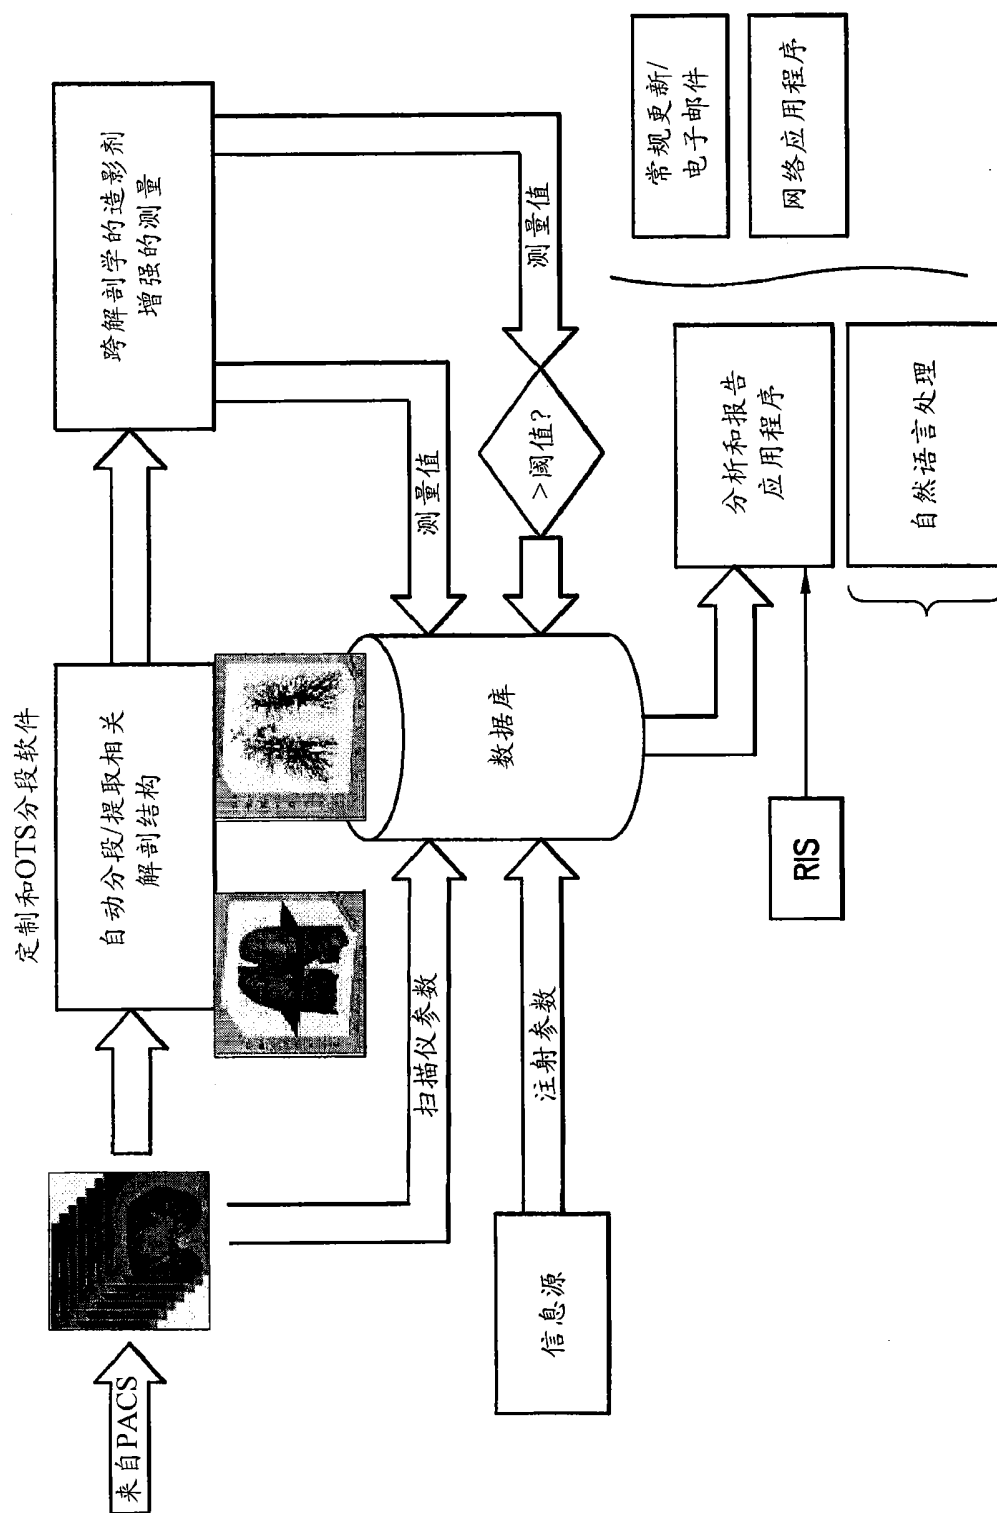 定制和OTS分段软件
来自PACS
自动分段/提取相关
解剖结构
跨解剖学的造影剂
增强的测量
扫描仪参数
测量值
测量值
注射参数
信息源
数据库
>阈值?
RIS
分析和报告
应用程序
自然语言处理
常规更新/
电子邮件
网络应用程序